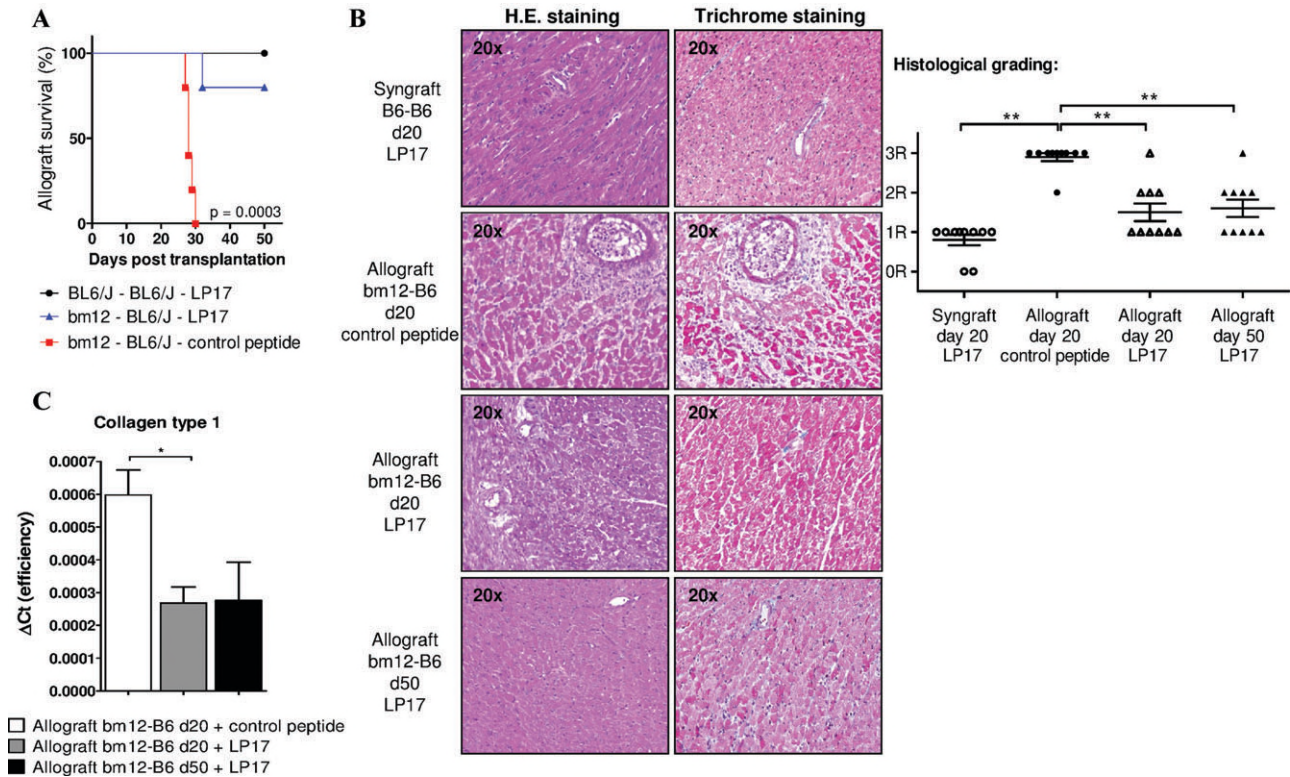 A
Allograft survival (%)
100
50
0
0
10
20
30
40
50
p = 0.0003
Days post transplantation
BL6/J - BL6/J - LP17
bm12 - BL6/J - LP17
bm12 - BL6/J - control peptide
B
H.E. staining
Trichrome staining
Syngraft
B6-B6
d20
LP17
20x
20x
Allograft
bm12-B6
d20
control peptide
20x
20x
Allograft
bm12-B6
d20
LP17
20x
20x
Allograft
bm12-B6
d50
LP17
20x
20x
Histological grading:
**
**
**
3R
2R
1R
0R
Syngraft
day 20
LP17
Allograft
day 20
control peptide
Allograft
day 20
LP17
Allograft
day 50
LP17
C
Collagen type 1
*
ΔCt (efficiency)
0.0007
0.0006
0.0005
0.0004
0.0003
0.0002
0.0001
0.0000
Allograft bm12-B6 d20 + control peptide
Allograft bm12-B6 d20 + LP17
Allograft bm12-B6 d50 + LP17